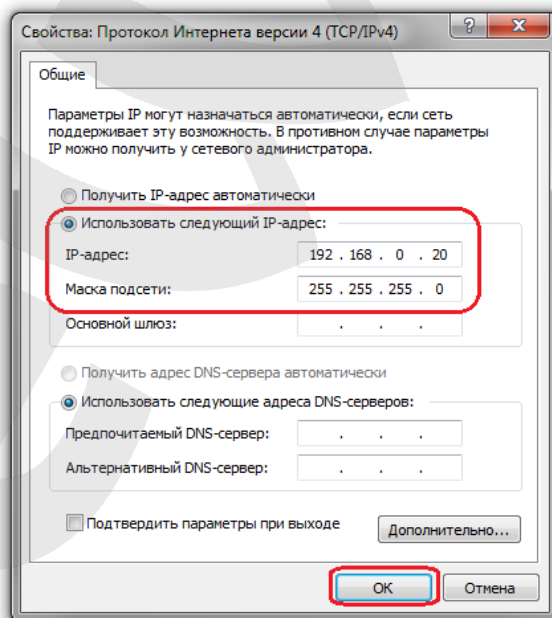 Свойства: Протокол Интернета версии 4 (TCP/IPv4)
? X
Общие
Параметры IP могут назначаться автоматически, если сеть
поддерживает эту возможность. В противном случае параметры
IP можно получить у сетевого администратора.
Получить IP-адрес автоматически
Использовать следующий IP-адрес:
IP-адрес: 192 . 168 . 0 . 20
Маска подсети: 255 . 255 . 255 . 0
Основной шлюз: . . .
Получить адрес DNS-сервера автоматически
Использовать следующие адреса DNS-серверов:
Предпочитаемый DNS-сервер: . . .
Альтернативный DNS-сервер: . . .
Подтвердить параметры при выходе
Дополнительно...
ОК Отмена